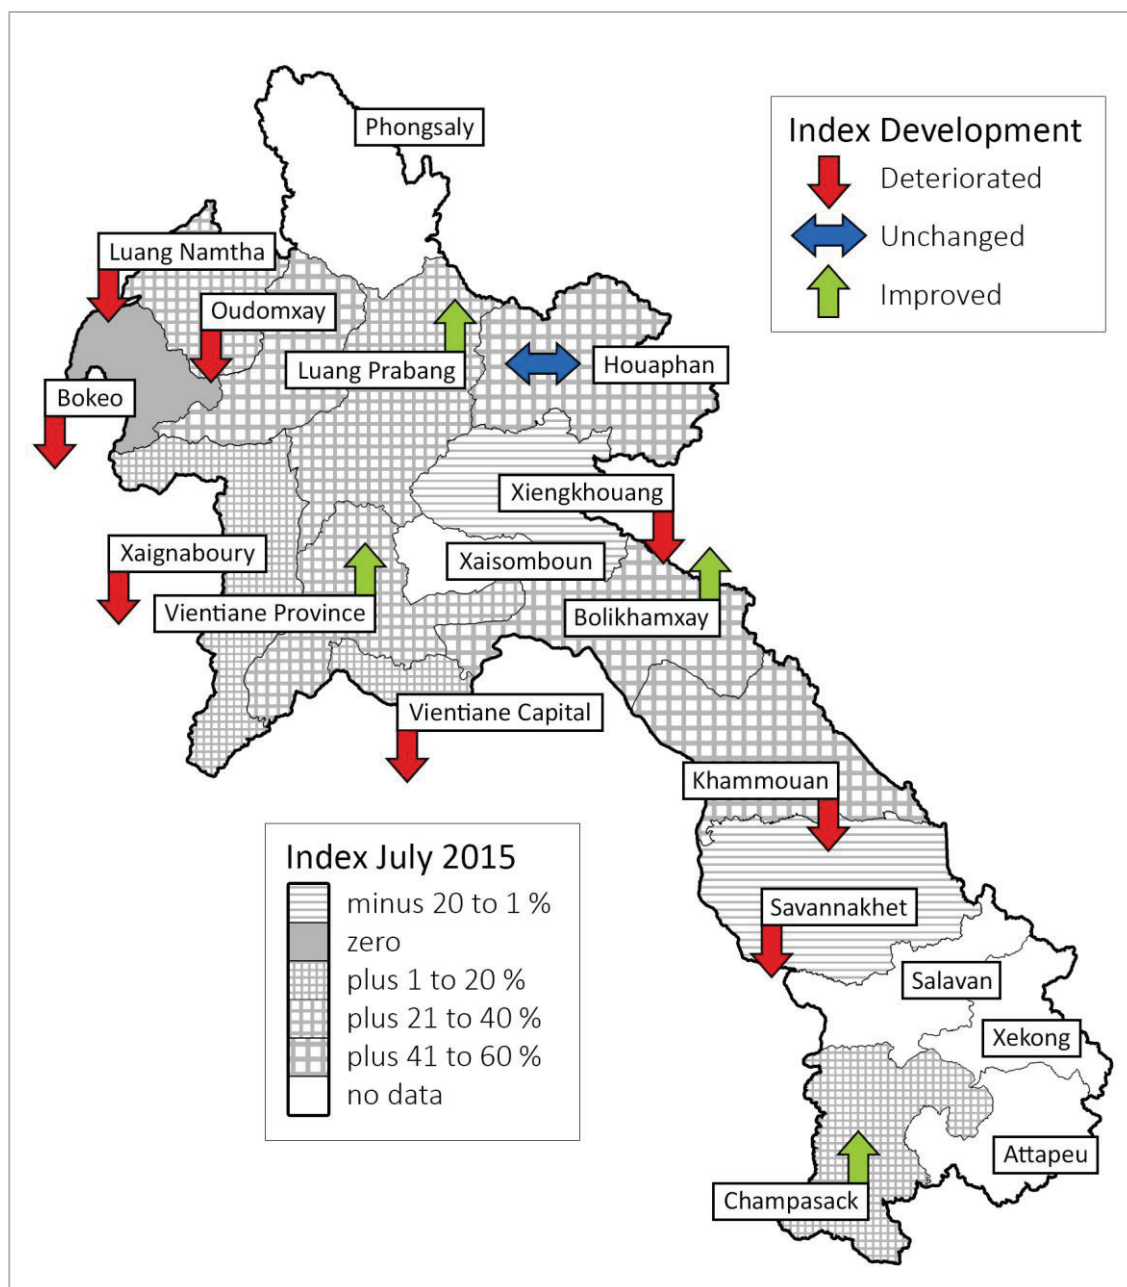 Phongsaly
Index Development
Deteriorated
Unchanged
Improved
Luang Namtha
Oudomxay
Luang Prabang
Houaphan
Bokeo
Xiengkhouang
Xaignaboury
Xaisomboun
Vientiane Province
Bolikhamxay
Vientiane Capital
Khammouan
Index July 2015
minus 20 to 1 %
zero
plus 1 to 20 %
plus 21 to 40 %
plus 41 to 60 %
no data
Savannakhet
Salavan
Xekong
Attapeu
Champasack